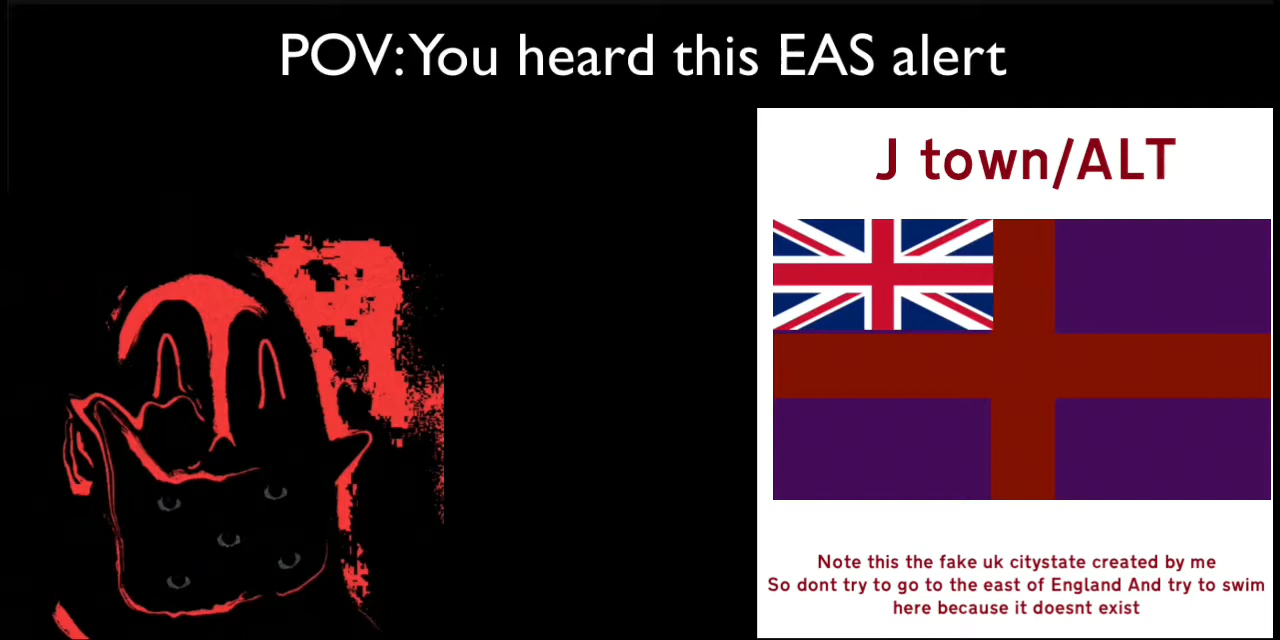 POV: You heard this EAS alert
J town/ALT
Note this the fake uk citystate created by me
So dont try to go to the east of England And try to swim
here because it doesnt exist